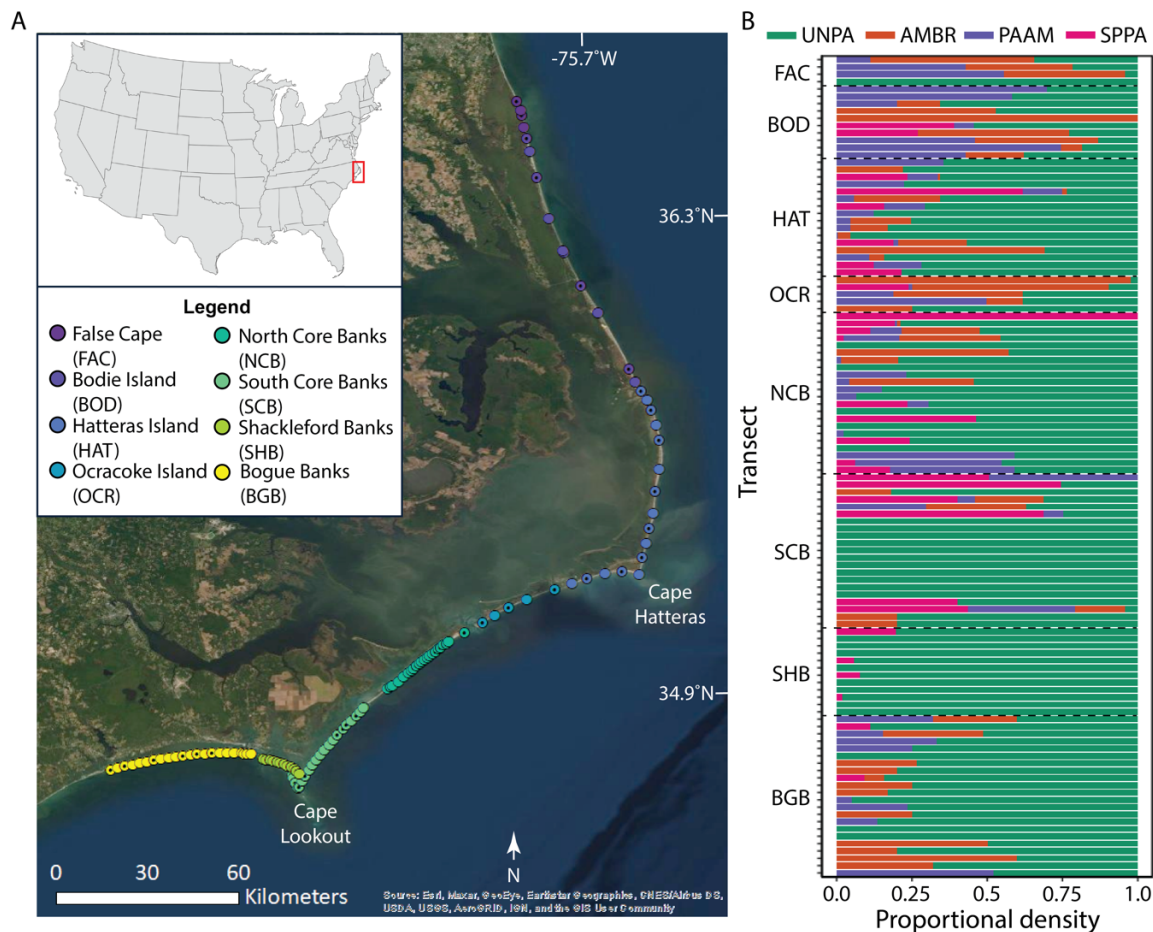 A
-75.7˚W
36.3˚N
34.9˚N
Legend
False Cape
(FAC)
Bodie Island
(BOD)
Hatteras Island
(HAT)
Ocracoke Island
(OCR)
North Core Banks
(NCB)
South Core Banks
(SCB)
Shackleford Banks
(SHB)
Bogue Banks
(BGB)
Cape
Hatteras
Cape
Lookout
0 30 60
Kilometers
N
Source: Esri, Maxar, GeoEye, Earthstar Geographics, CNES/Airbus DS,
USDA, USGS, AeroGRID, IGN, and the GIS User Community
B
UNPA AMBR PAAM SPPA
Transect
FAC
BOD
HAT
OCR
NCB
SCB
SHB
BGB
0.0 0.25 0.5 0.75 1.0
Proportional density